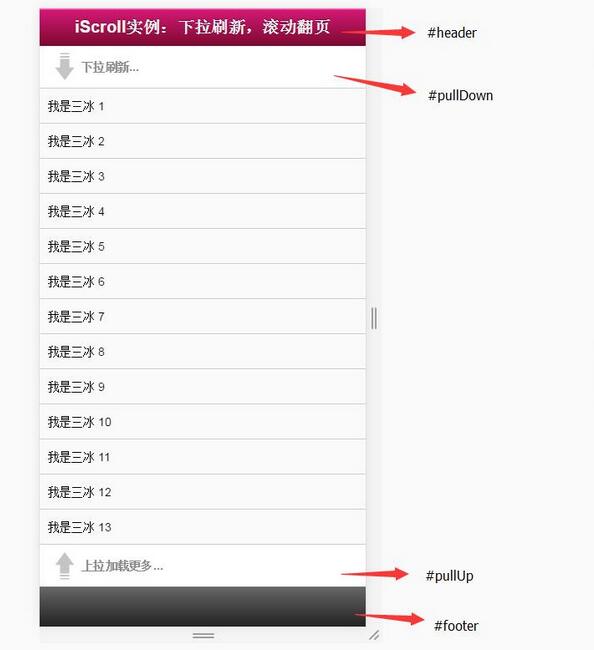 iScroll实例：下拉刷新，滚动翻页
#header
下拉刷新...
#pullDown
我是三冰 1
我是三冰 2
我是三冰 3
我是三冰 4
我是三冰 5
我是三冰 6
我是三冰 7
我是三冰 8
我是三冰 9
我是三冰 10
我是三冰 11
我是三冰 12
我是三冰 13
上拉加载更多...
#pullUp
#footer